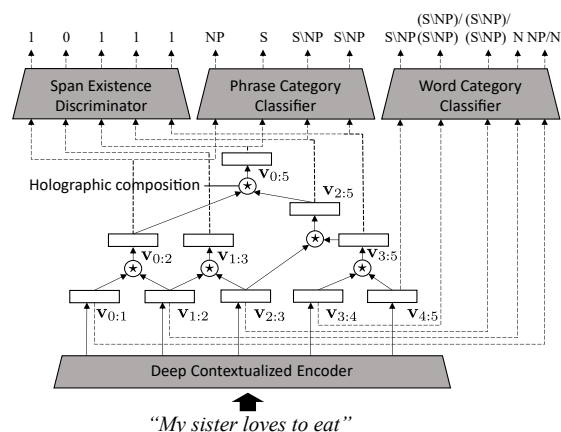 (S\NP)/ (S\NP)/
1 0 1 1 1 NP S S\NP S\NP S\NP (S\NP) (S\NP) N NP/N
Span Existence
Discriminator
Phrase Category
Classifier
Word Category
Classifier
v0:5
Holographic composition
v2:5
v0:2 v1:3 v3:5
v0:1 v1:2 v2:3 v3:4 v4:5
Deep Contextualized Encoder
“My sister loves to eat”